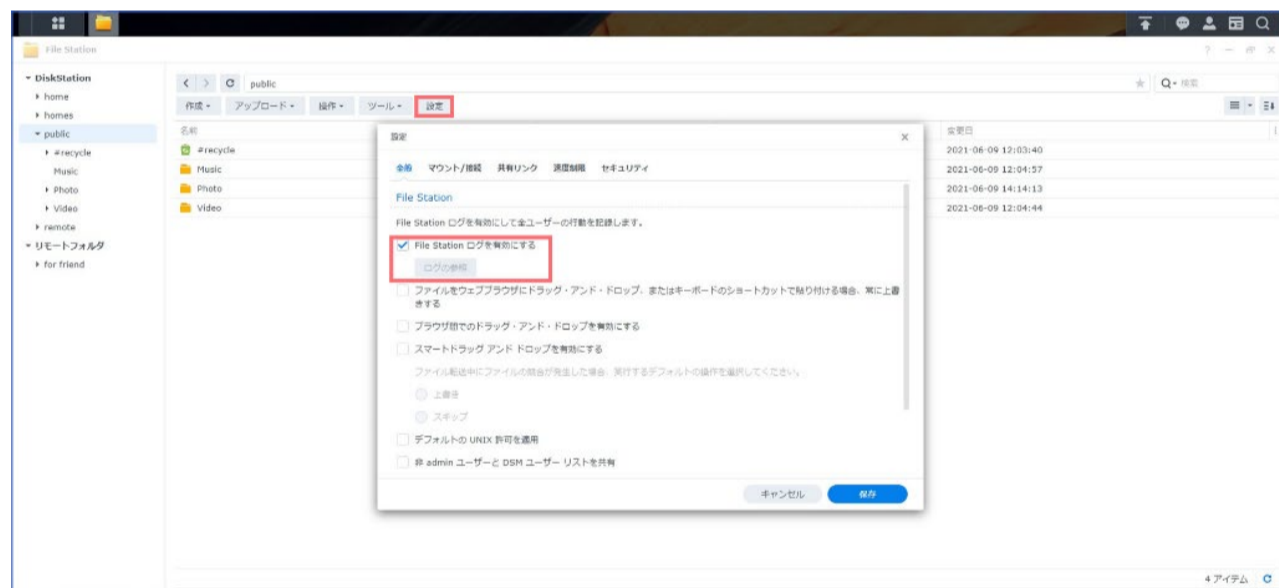 File Station
DiskStation
home
homes
public
#recycle
Music
Photo
Video
remote
リモートフォルダ
for friend
public
検索
作成
アップロード
操作
ツール
設定
名前
変更日
#recycle
2021-06-09 12:03:40
Music
2021-06-09 12:04:57
Photo
2021-06-09 14:14:13
Video
2021-06-09 12:04:44
設定
全般 マウント/接続 共有リンク 速度制限 セキュリティ
File Station
File Station ログを有効にして全ユーザーの行動を記録します。
File Station ログを有効にする
ログの参照
ファイルをウェブブラウザにドラッグ・アンド・ドロップ、またはキーボードのショートカットで貼り付ける場合、常に上書
きする
ブラウザ間でのドラッグ・アンド・ドロップを有効にする
スマートドラッグ アンド ドロップを有効にする
ファイル転送中にファイルの競合が発生した場合、実行するデフォルトの操作を選択してください。
上書き
スキップ
デフォルトの UNIX 許可を適用
非 admin ユーザーと DSM ユーザー リストを共有
キャンセル
保存
4 アイテム